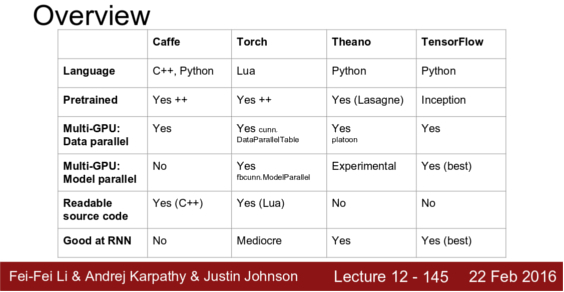 Overview
Caffe Torch Theano TensorFlow
Language C++, Python Lua Python Python
Pretrained Yes ++ Yes ++ Yes (Lasagne) Inception
Multi-GPU: Yes Yes cunn. Yes Yes
Data parallel DataParallelTable platoon
Multi-GPU: No Yes Experimental Yes (best)
Model parallel fbcunn.ModelParallel
Readable Yes (C++) Yes (Lua) No No
source code
Good at RNN No Mediocre Yes Yes (best)
Fei-Fei Li & Andrej Karpathy & Justin Johnson Lecture 12 - 145 22 Feb 2016